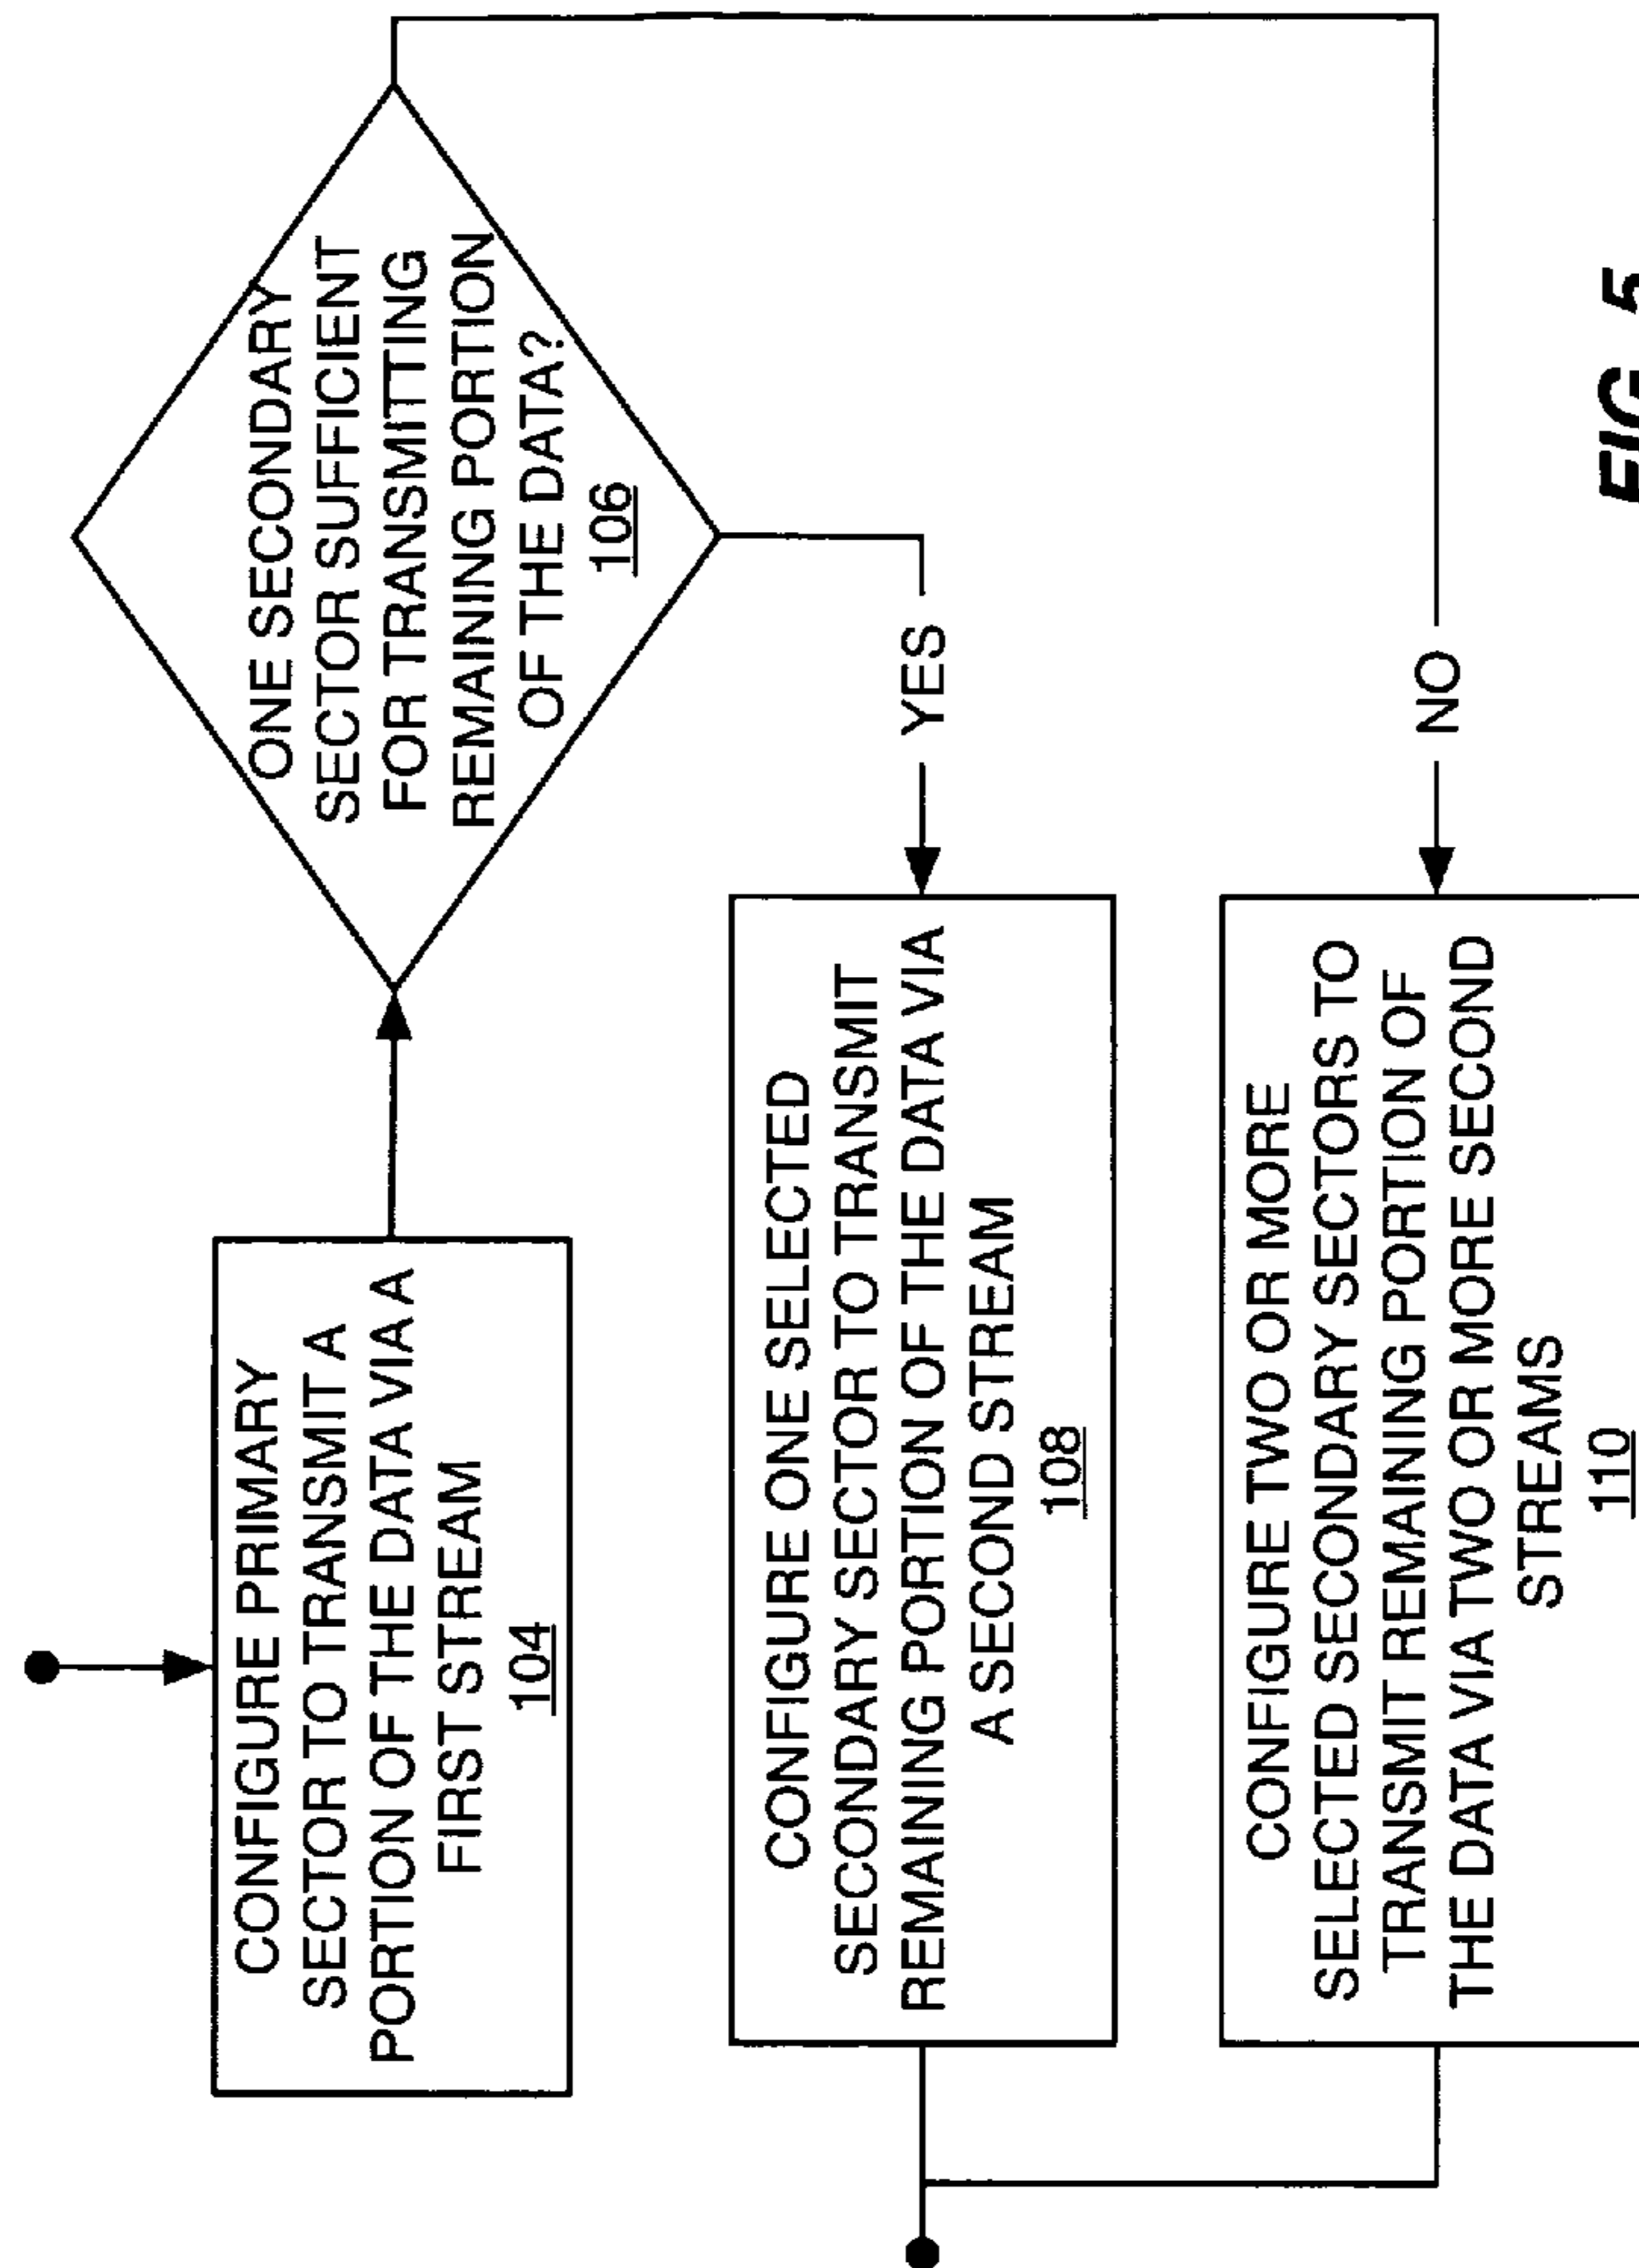 CONFIGURE PRIMARY
SECTOR TO TRANSMIT A
PORTION OF THE DATA VIA A
FIRST STREAM
104
ONE SECONDARY
SECTOR SUFFICIENT
FOR TRANSMITTING
REMAINING PORTION
OF THE DATA?
106
YES
NO
CONFIGURE ONE SELECTED
SECONDARY SECTOR TO TRANSMIT
REMAINING PORTION OF THE DATA VIA
A SECOND STREAM
108
CONFIGURE TWO OR MORE
SELECTED SECONDARY SECTORS TO
TRANSMIT REMAINING PORTION OF
THE DATA VIA TWO OR MORE SECOND
STREAMS
110
FIG. 5